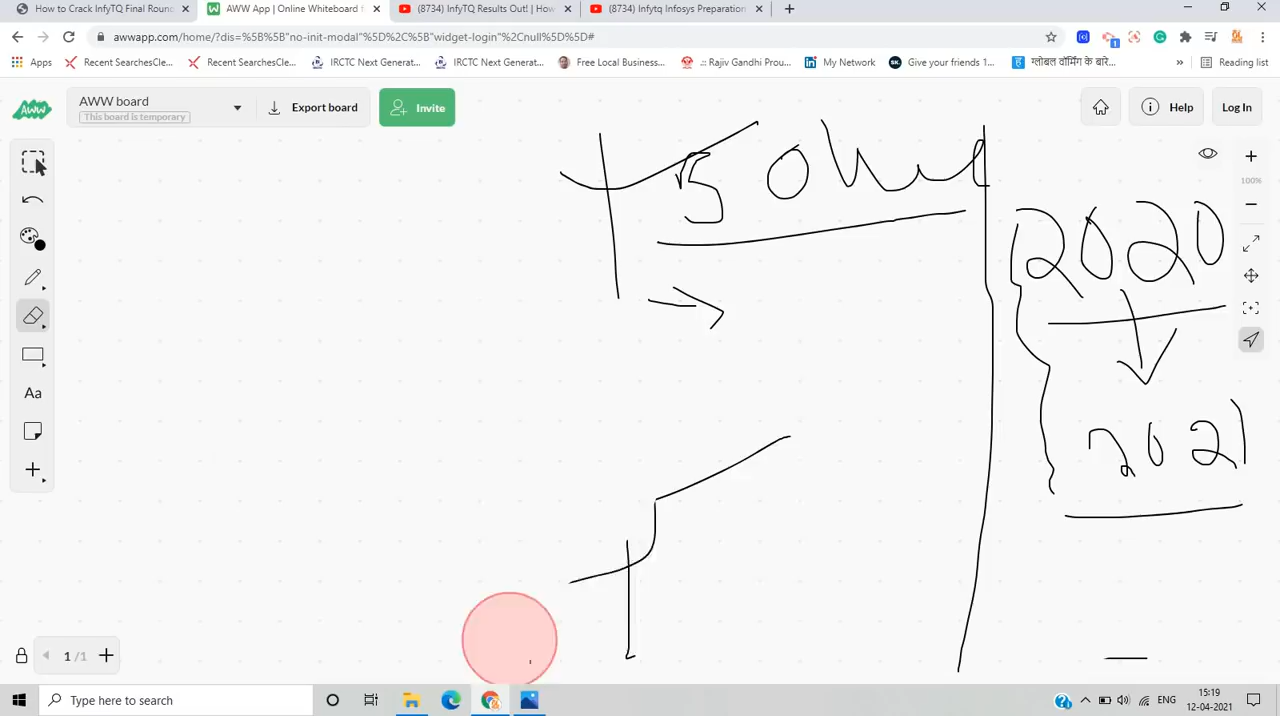 How to Crack InfyTQ Final Roun
AWW App | Online Whiteboard f
(8734) InfyTQ Results Out! | How
(8734) Infytq Infosys Preparation
awwapp.com/home/?dis=%5B%5B"no-init-modal"%5D%2C%5B"widget-login"%2Cnull%5D%5D#
Apps
Recent SearchesCle...
Recent SearchesCle...
IRCTC Next Generat...
IRCTC Next Generat...
Free Local Business...
.:: Rajiv Gandhi Prou...
My Network
Give your friends 1...
ग्लोबल वॉर्मिंग के बारे...
»
Reading list
AWW
AWW board
This board is temporary
Export board
Invite
Help
Log In
100%
50
2020
2021
Aa
1 /1
Type here to search
ENG
15:19
12-04-2021